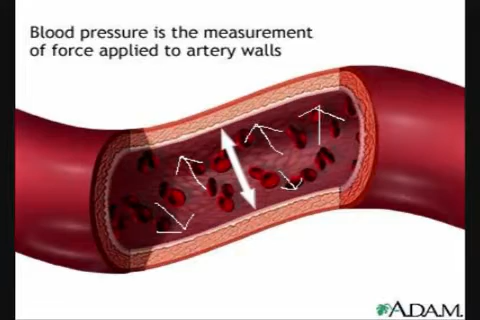 Blood pressure is the measurement
of force applied to artery walls
ADAM.